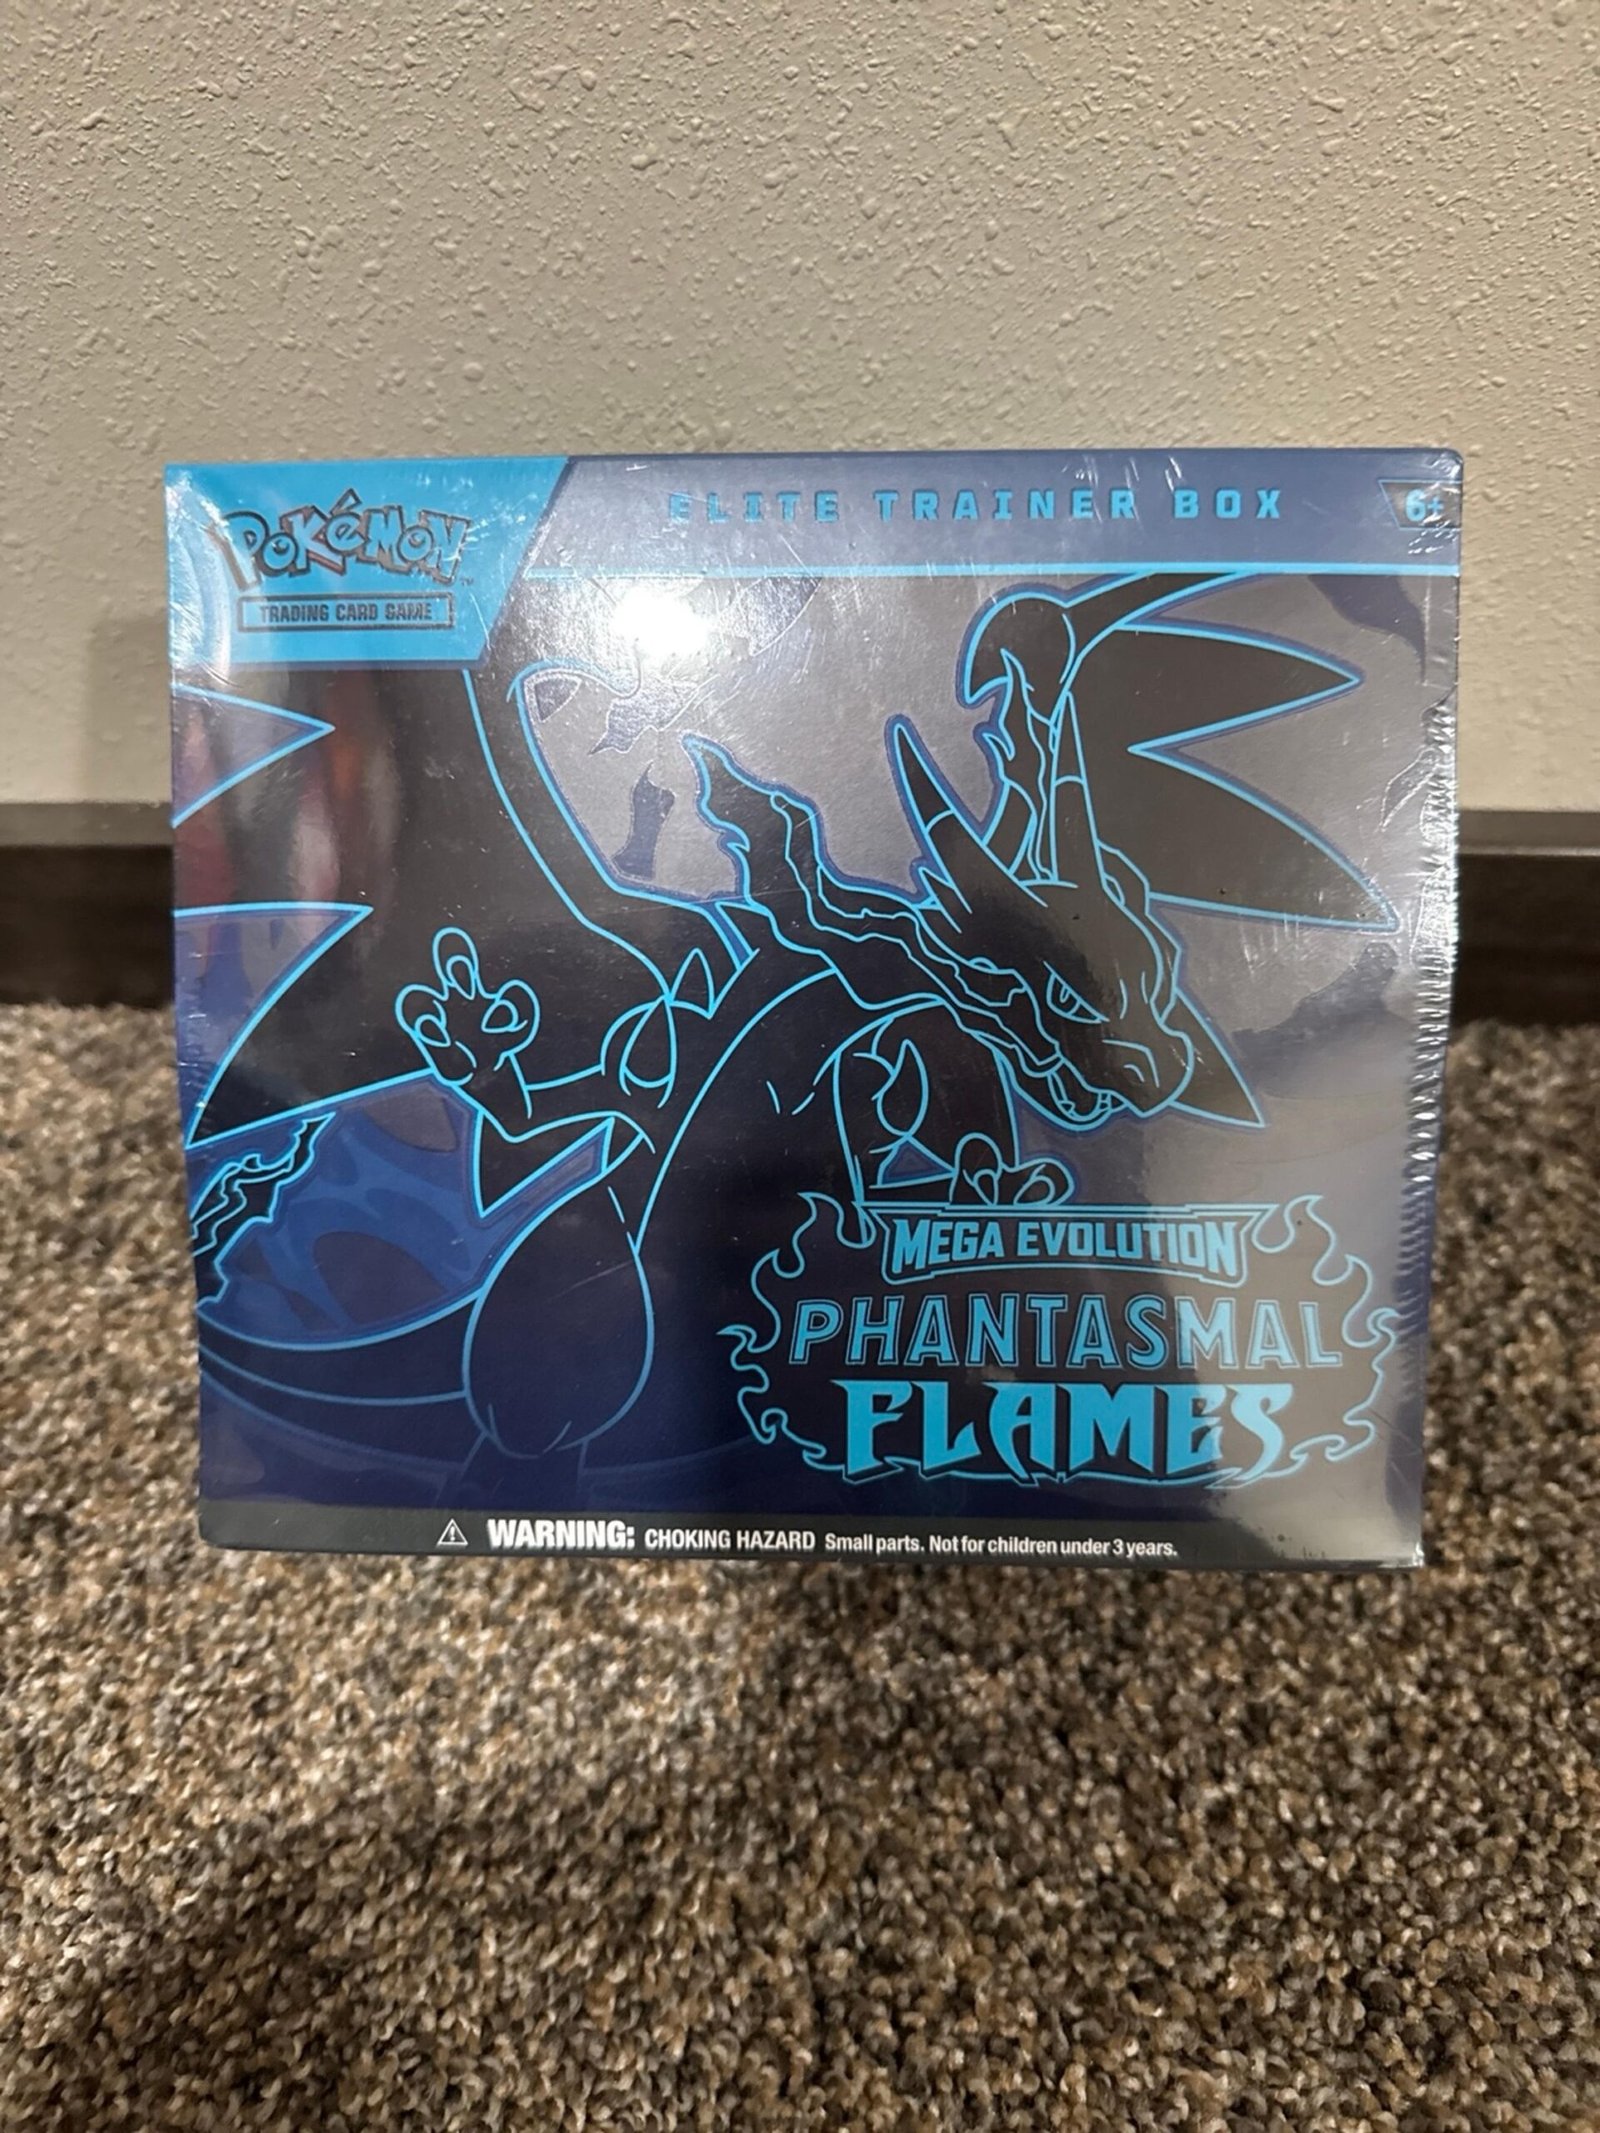 Pokémon
TRADING CARD GAME
ELITE TRAINER BOX
6+
MEGA EVOLUTION
PHANTASMAL
FLAMES
WARNING: CHOKING HAZARD Small parts. Not for children under 3 years.